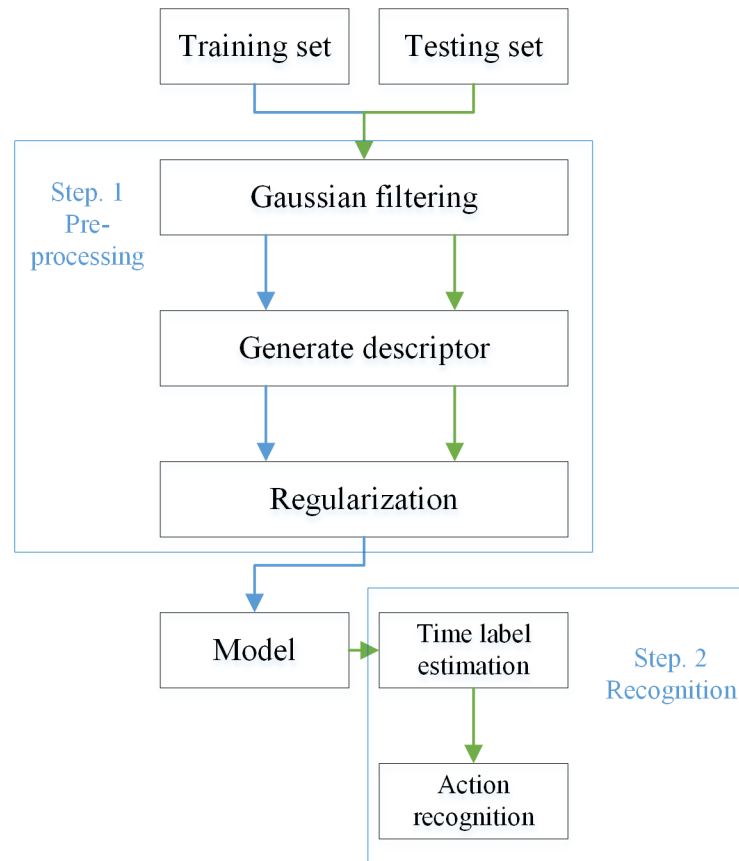 Training set
Testing set
Step. 1
Pre-
processing
Gaussian filtering
Generate descriptor
Regularization
Model
Time label
estimation
Step. 2
Recognition
Action
recognition